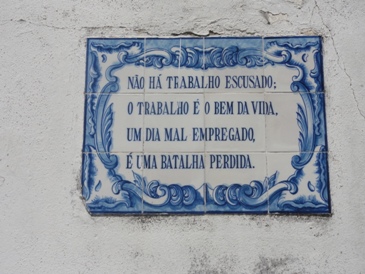 NÃO HÁ TRABALHO ESCUSADO;
O TRABALHO É O BEM DA VIDA,
UM DIA MAL EMPREGADO,
É UMA BATALHA PERDIDA.